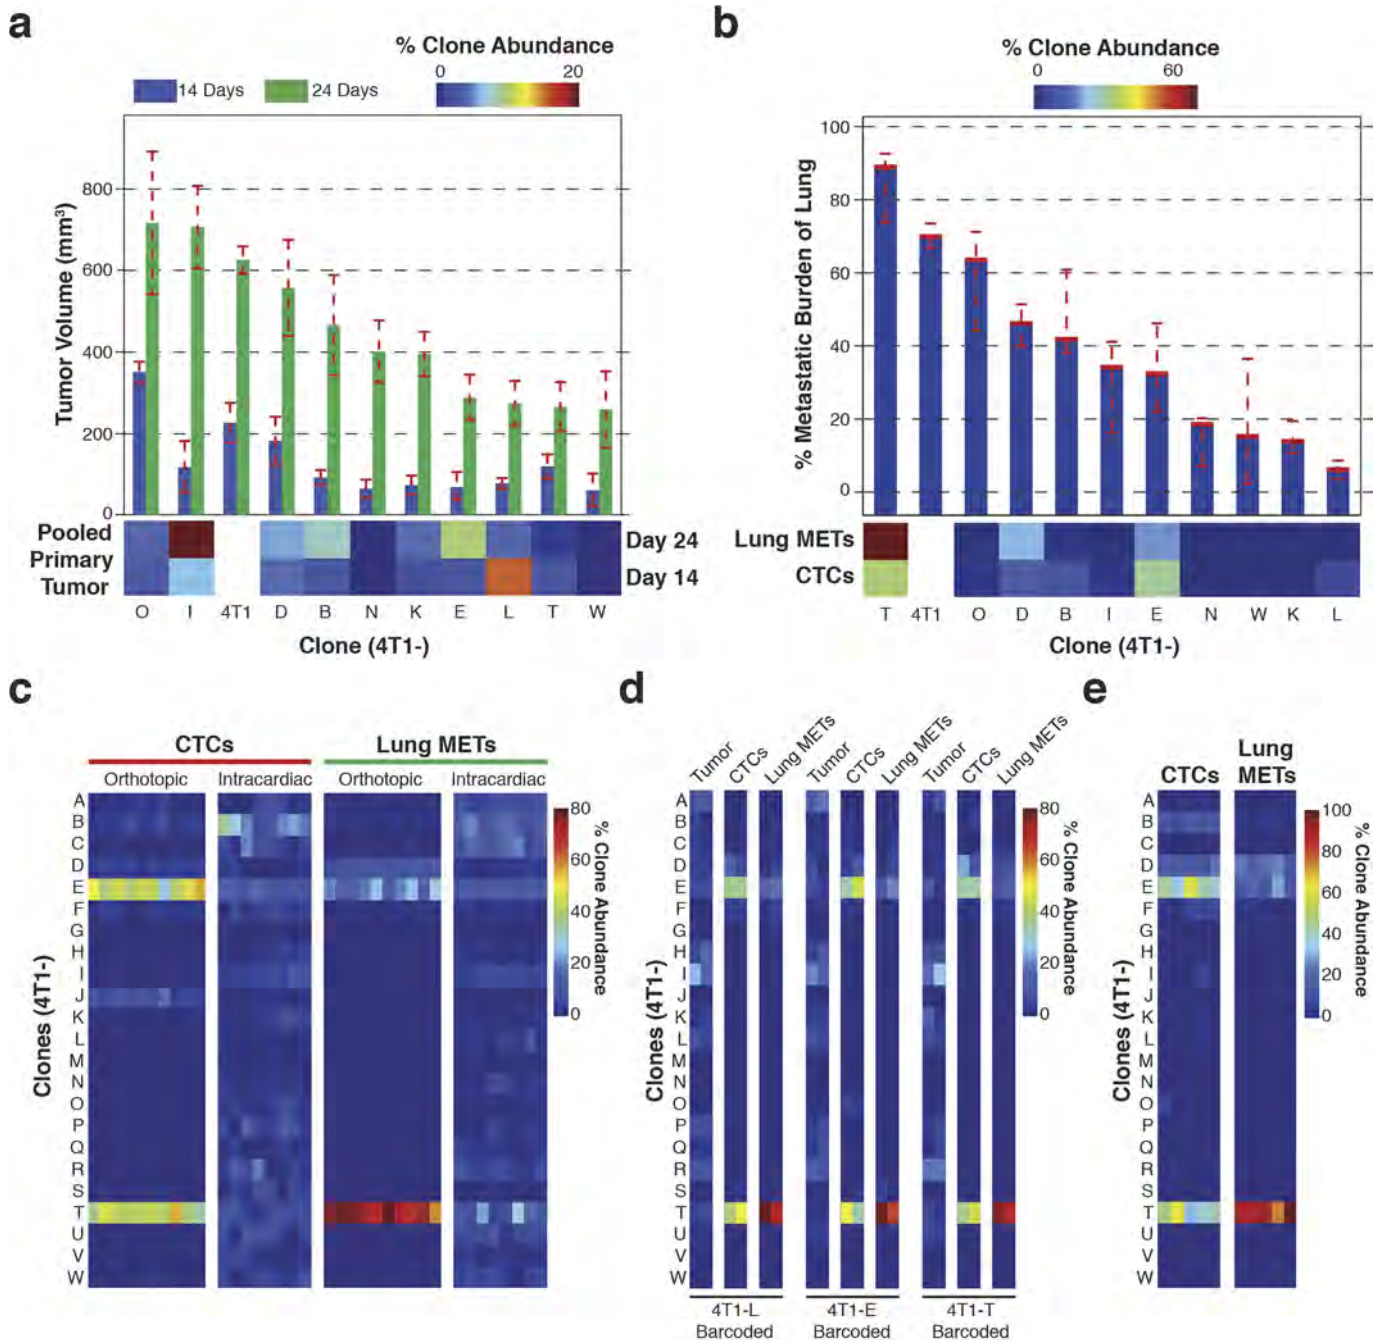 a
% Clone Abundance
0 20
14 Days 24 Days
Tumor Volume (mm³)
800
600
400
200
0
Pooled
Primary
Tumor
Day 24
Day 14
O I 4T1 D B N K E L T W
Clone (4T1-)
b
% Clone Abundance
0 60
% Metastatic Burden of Lung
100
80
60
40
20
0
Lung METs
CTCs
T 4T1 O D B I E N W K L
Clone (4T1-)
c
CTCs Lung METs
Orthotopic Intracardiac Orthotopic Intracardiac
Clones (4T1-)
A
B
C
D
E
F
G
H
I
J
K
L
M
N
O
P
Q
R
S
T
U
V
W
80
60
40
20
0
% Clone Abundance
d
Tumor CTCs Lung METs Tumor CTCs Lung METs Tumor CTCs Lung METs
Clones (4T1-)
A
B
C
D
E
F
G
H
I
J
K
L
M
N
O
P
Q
R
S
T
U
V
W
4T1-L 4T1-E 4T1-T
Barcoded Barcoded Barcoded
80
60
40
20
0
% Clone Abundance
e
CTCs Lung
METs
Clones (4T1-)
A
B
C
D
E
F
G
H
I
J
K
L
M
N
O
P
Q
R
S
T
U
V
W
100
80
60
40
20
0
% Clone Abundance